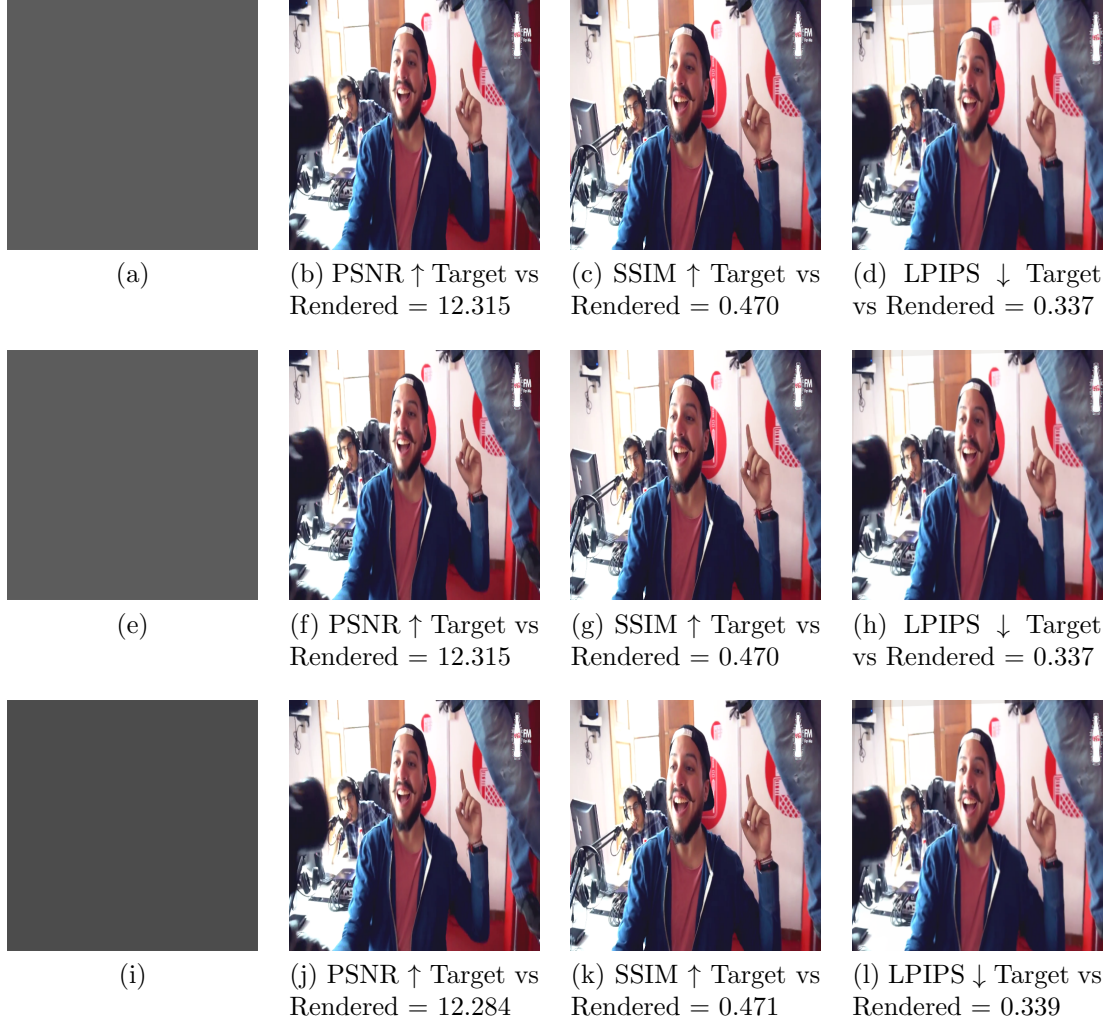 (a)
(b) PSNR ↑ Target vs
Rendered = 12.315
(c) SSIM ↑ Target vs
Rendered = 0.470
(d) LPIPS ↓ Target
vs Rendered = 0.337
(e)
(f) PSNR ↑ Target vs
Rendered = 12.315
(g) SSIM ↑ Target vs
Rendered = 0.470
(h) LPIPS ↓ Target
vs Rendered = 0.337
(i)
(j) PSNR ↑ Target vs
Rendered = 12.284
(k) SSIM ↑ Target vs
Rendered = 0.471
(l) LPIPS ↓ Target vs
Rendered = 0.339